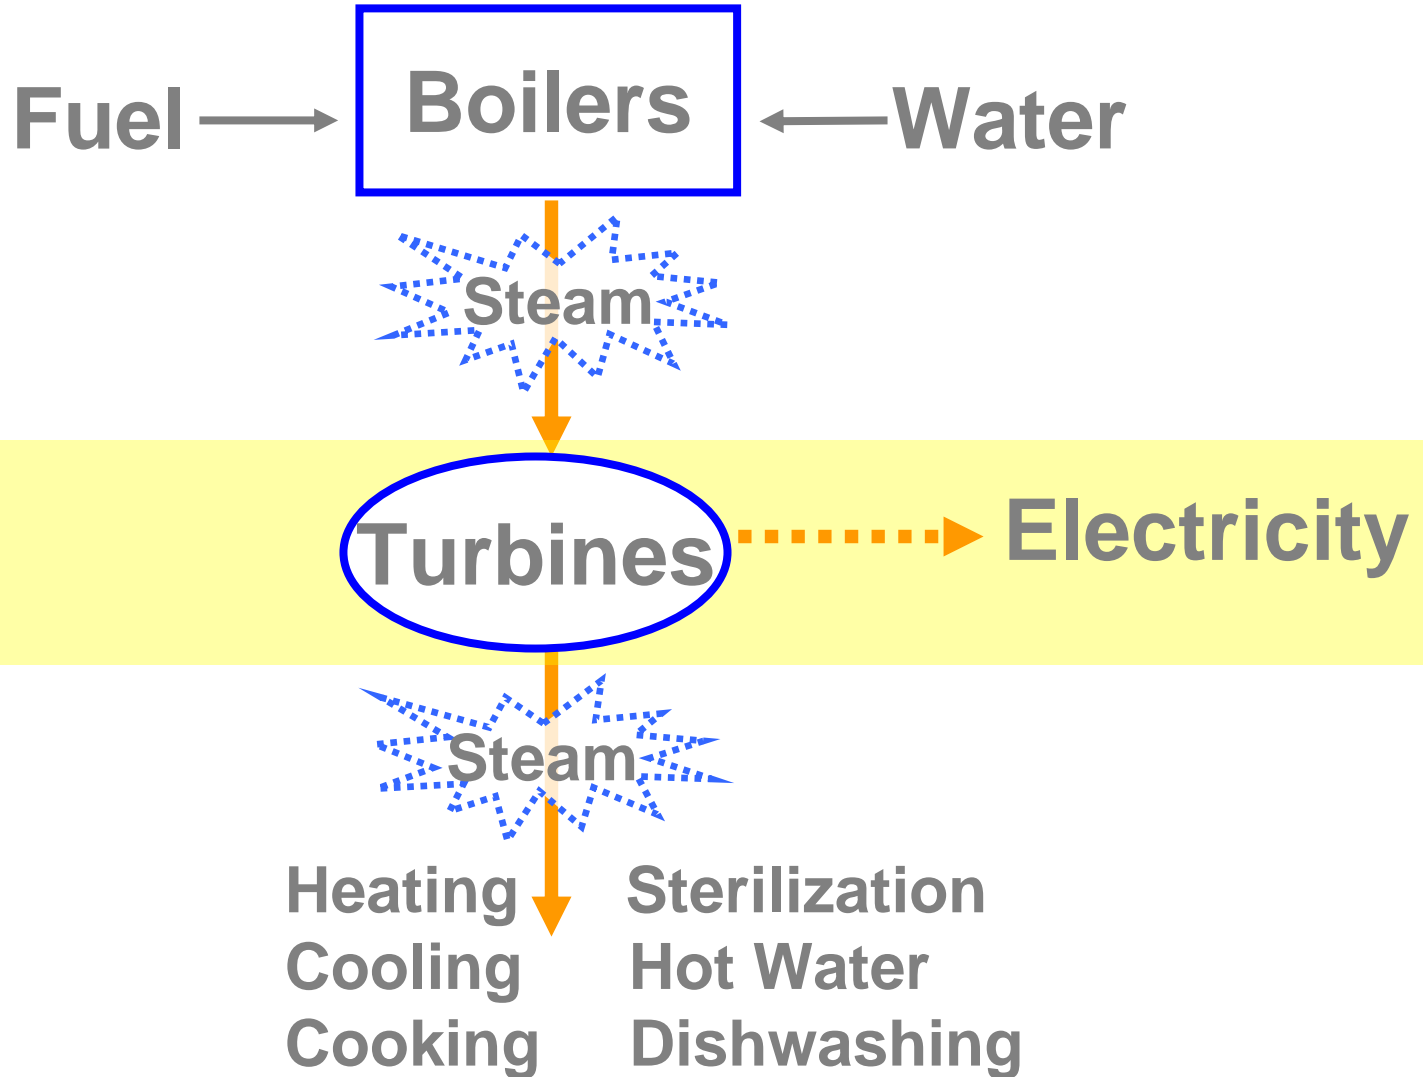 Fuel
Boilers
Water
Steam
Turbines
Electricity
Steam
Heating
Sterilization
Cooling
Hot Water
Cooking
Dishwashing